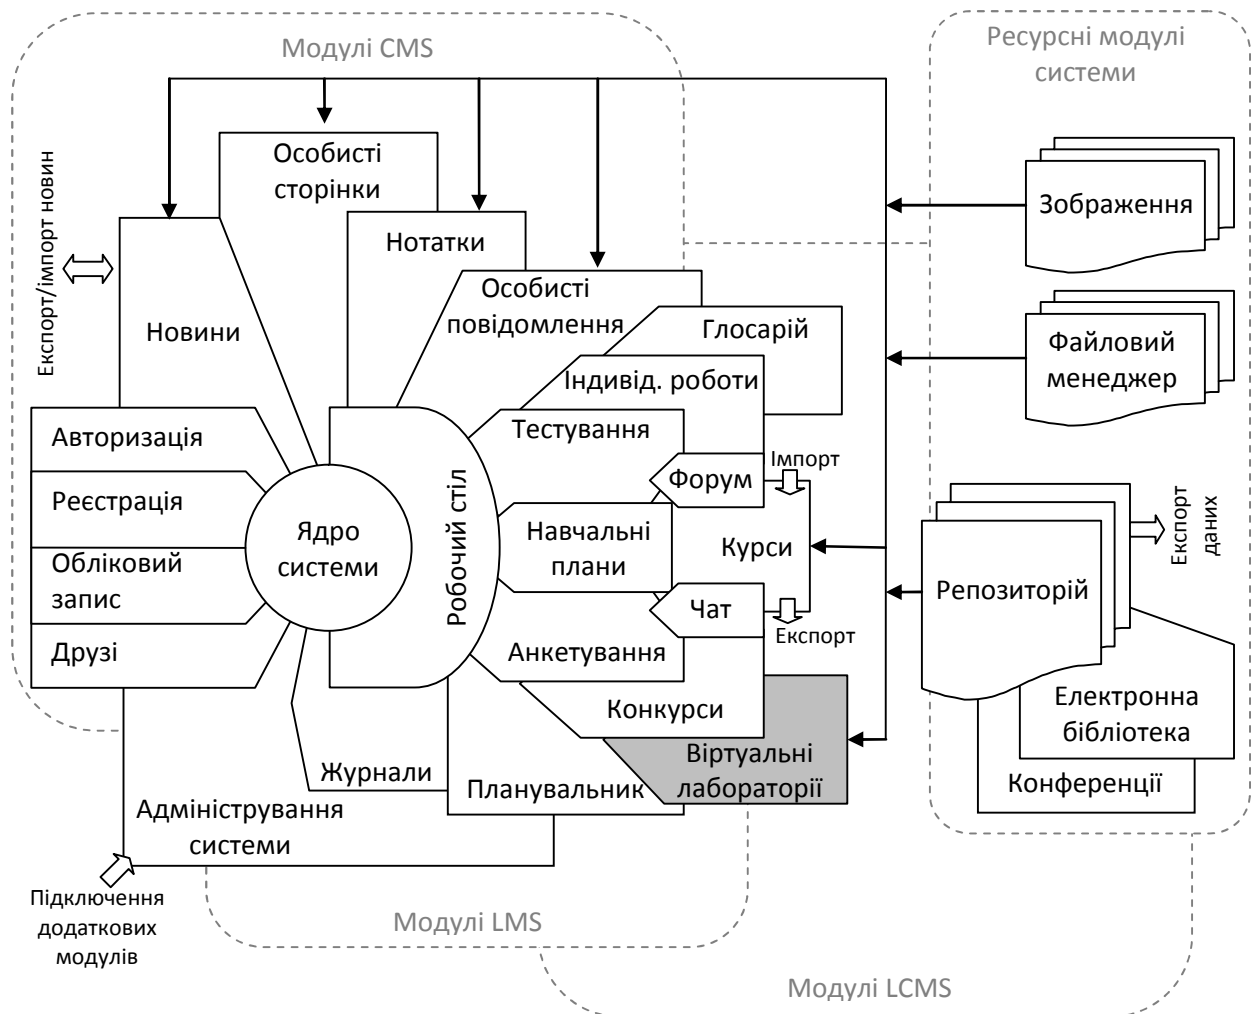 Модулі CMS
Ресурсні модулі
системи
Особисті
сторінки
Зображення
Експорт/імпорт новин
Нотатки
Особисті
повідомлення
Новини
Глосарій
Файловий
менеджер
Індивід. роботи
Авторизація
Тестування
Форум
Імпорт
Реєстрація
Ядро
системи
Робочий стіл
Навчальні
плани
Курси
Експорт
даних
Обліковий
запис
Чат
Репозиторій
Експорт
Друзі
Анкетування
Конкурси
Електронна
бібліотека
Віртуальні
лабораторії
Журнали
Планувальник
Конференції
Адміністрування
системи
Підключення
додаткових
модулів
Модулі LMS
Модулі LCMS